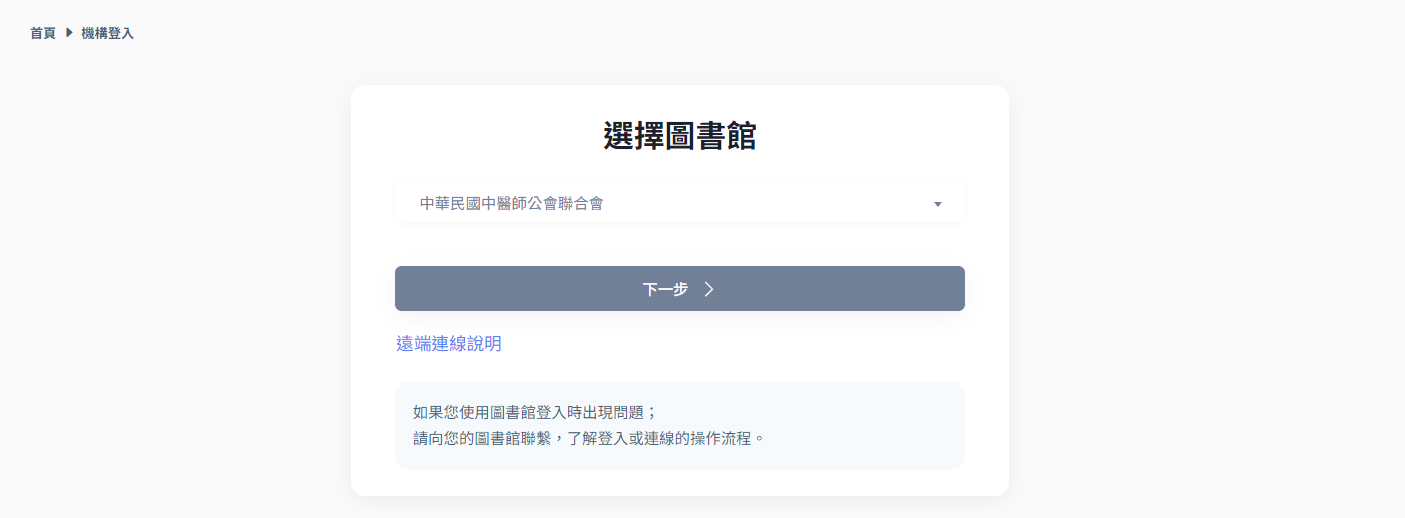 首頁 機構登入
選擇圖書館
中華民國中醫師公會聯合會
下一步
遠端連線說明
如果您使用圖書館登入時出現問題；
請向您的圖書館聯繫，了解登入或連線的操作流程。